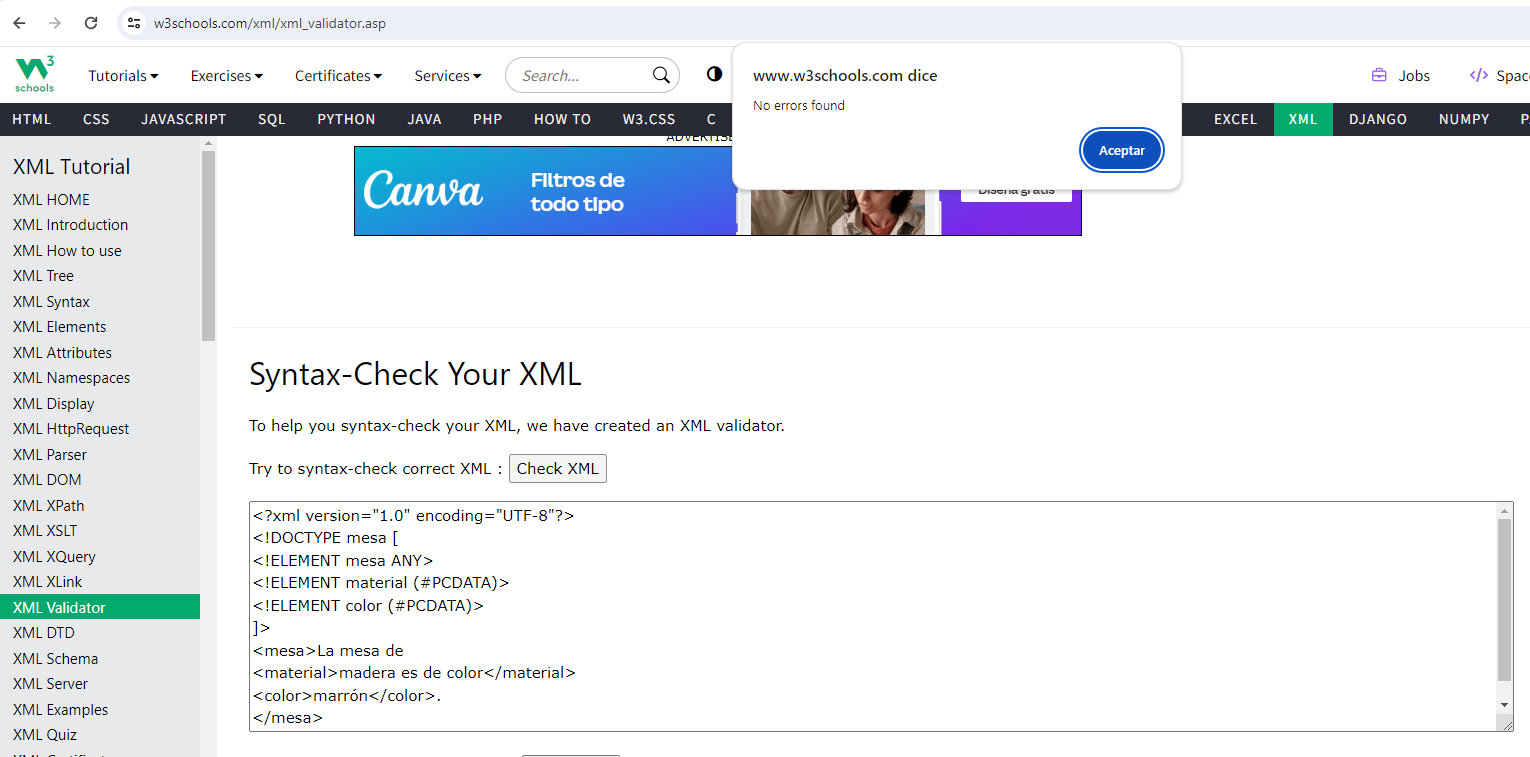 w3schools.com/xml/xml_validator.asp
W3 schools
Tutorials Exercises Certificates Services Search... Jobs
www.w3schools.com dice
No errors found
Aceptar
HTML CSS JAVASCRIPT SQL PYTHON JAVA PHP HOW TO W3.CSS C EXCEL XML DJANGO NUMPY
XML Tutorial
XML HOME
XML Introduction
XML How to use
XML Tree
XML Syntax
XML Elements
XML Attributes
XML Namespaces
XML Display
XML HttpRequest
XML Parser
XML DOM
XML XPath
XML XSLT
XML XQuery
XML XLink
XML Validator
XML DTD
XML Schema
XML Server
XML Examples
XML Quiz
Canva
Filtros de
todo tipo
Diseña gratis
Syntax-Check Your XML
To help you syntax-check your XML, we have created an XML validator.
Try to syntax-check correct XML : Check XML
<?xml version="1.0" encoding="UTF-8"?>
<!DOCTYPE mesa [
<!ELEMENT mesa ANY>
<!ELEMENT material (#PCDATA)>
<!ELEMENT color (#PCDATA)>
]>
<mesa>La mesa de
<material>madera es de color</material>
<color>marrón</color>.
</mesa>